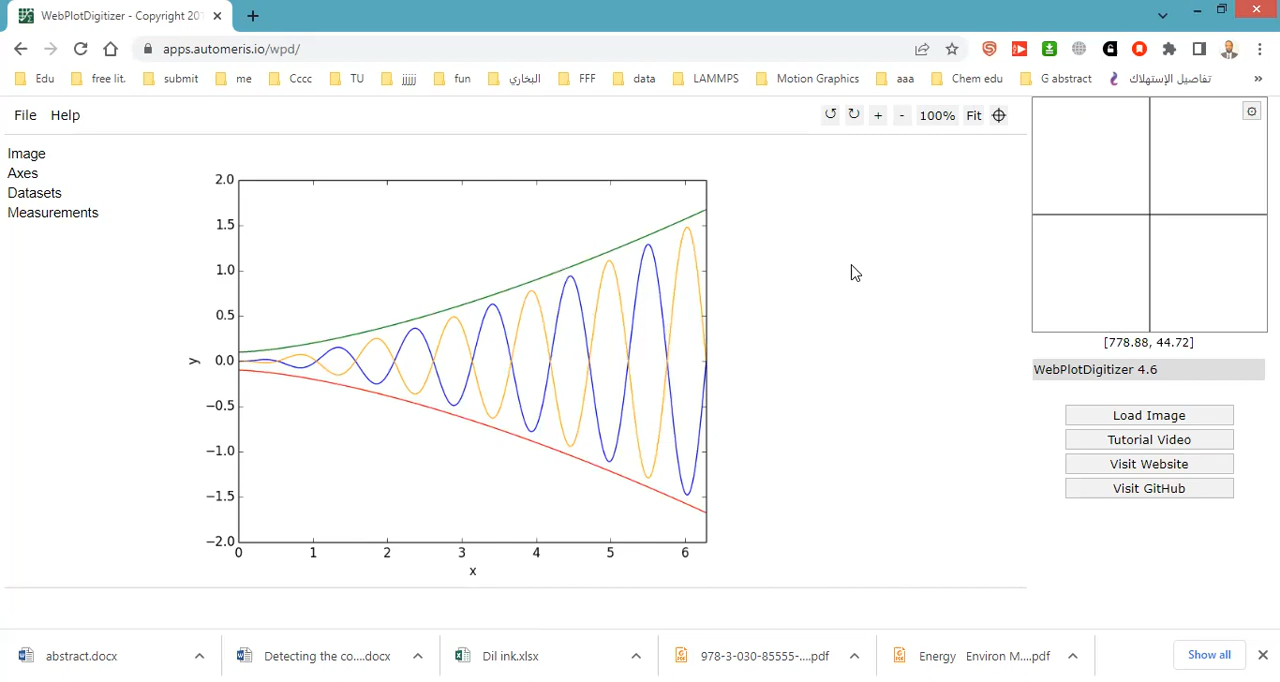 WebPlotDigitizer - Copyright 201
apps.automeris.io/wpd/
Edu free lit. submit me Cccc TU jjjjj fun البخاري FFF data LAMMPS Motion Graphics aaa Chem edu G abstract تفاصيل الإستهلاك »
File Help
100% Fit
Image
Axes
Datasets
Measurements
2.0
1.5
1.0
0.5
0.0
−0.5
−1.0
−1.5
−2.0
y
0 1 2 3 4 5 6
x
[778.88, 44.72]
WebPlotDigitizer 4.6
Load Image
Tutorial Video
Visit Website
Visit GitHub
abstract.docx
Detecting the co....docx
Dil ink.xlsx
978-3-030-85555-....pdf
Energy Environ M....pdf
Show all